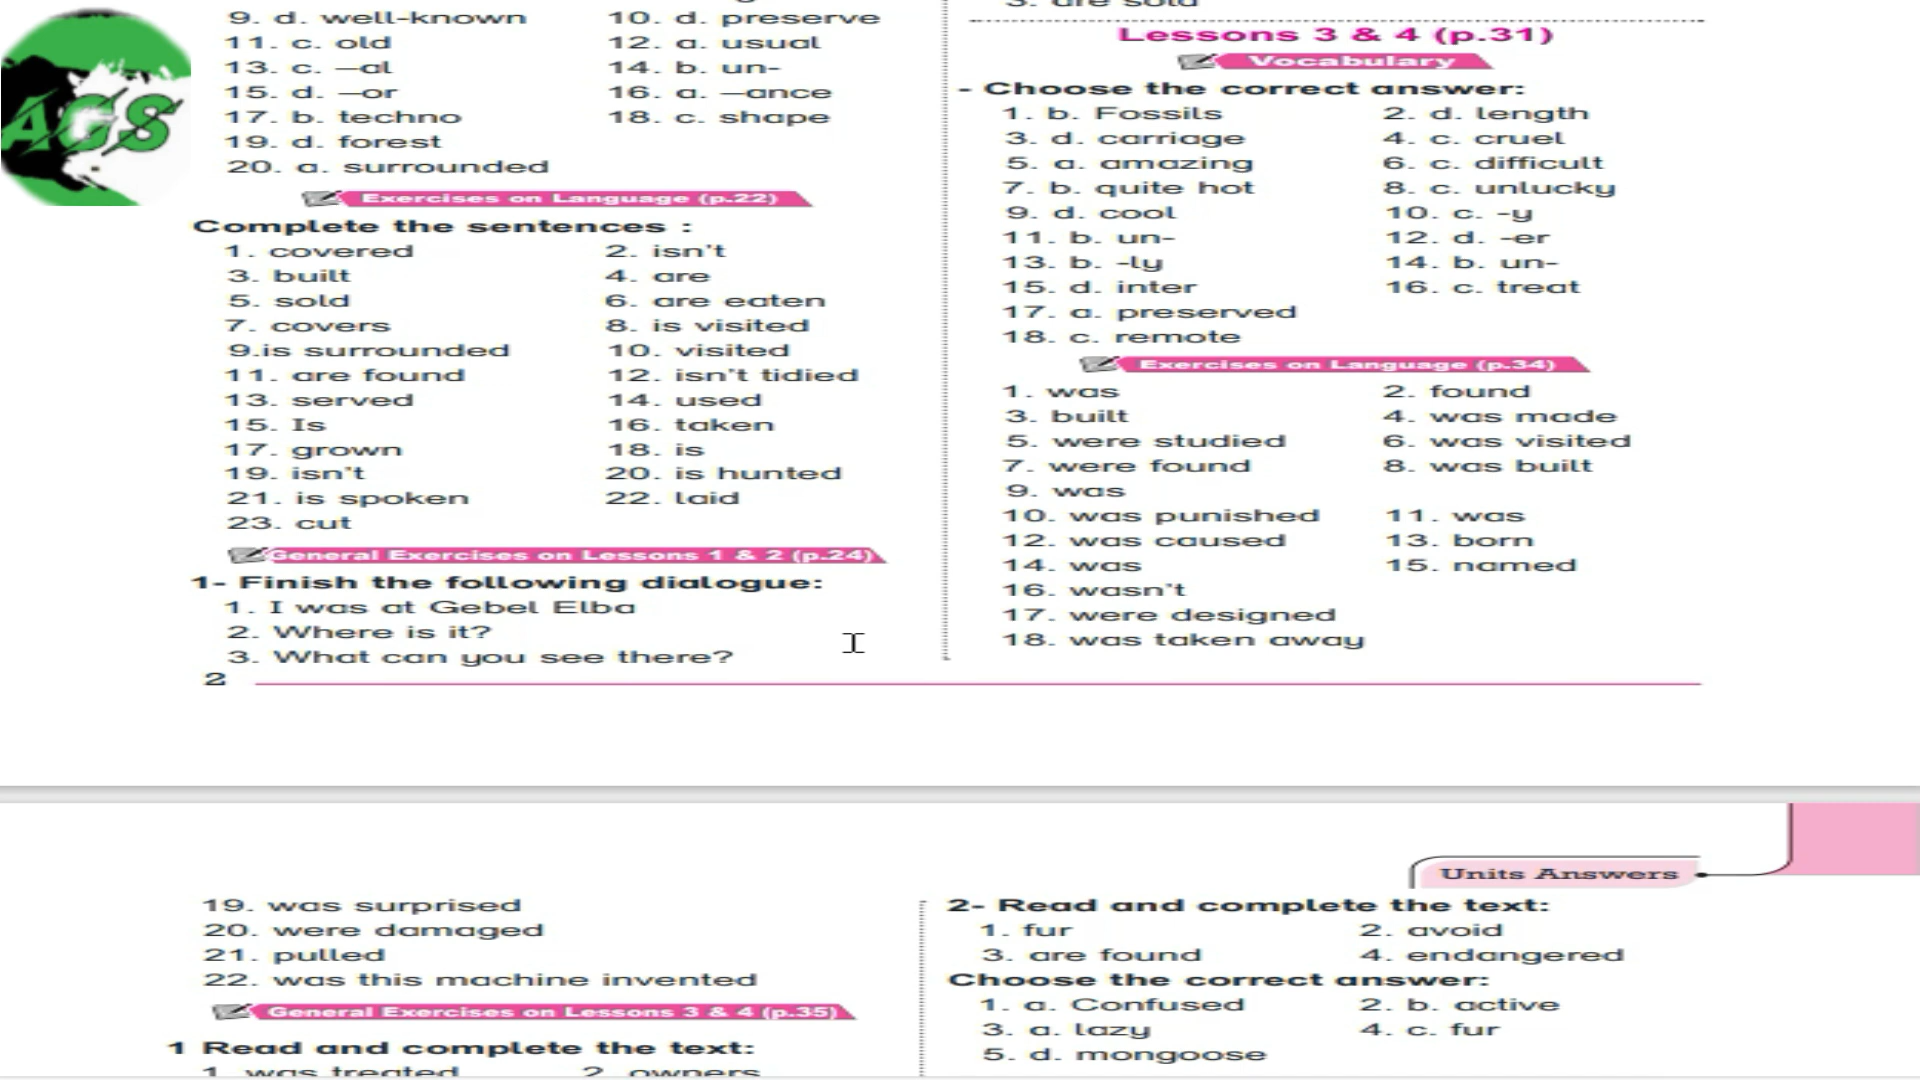 AGS
9. d. well-known 10. d. preserve
11. c. old 12. a. usual
13. c. –al 14. b. un-
15. d. –or 16. a. –ance
17. b. techno 18. c. shape
19. d. forest
20. a. surrounded
Exercises on Language (p.22)
Complete the sentences :
1. covered 2. isn't
3. built 4. are
5. sold 6. are eaten
7. covers 8. is visited
9.is surrounded 10. visited
11. are found 12. isn't tidied
13. served 14. used
15. Is 16. taken
17. grown 18. is
19. isn't 20. is hunted
21. is spoken 22. laid
23. cut
General Exercises on Lessons 1 & 2 (p.24)
1- Finish the following dialogue:
1. I was at Gebel Elba
2. Where is it?
3. What can you see there?
2
3. are sold
Lessons 3 & 4 (p.31)
Vocabulary
- Choose the correct answer:
1. b. Fossils 2. d. length
3. d. carriage 4. c. cruel
5. a. amazing 6. c. difficult
7. b. quite hot 8. c. unlucky
9. d. cool 10. c. -y
11. b. un- 12. d. -er
13. b. -ly 14. b. un-
15. d. inter 16. c. treat
17. a. preserved
18. c. remote
Exercises on Language (p.34)
1. was 2. found
3. built 4. was made
5. were studied 6. was visited
7. were found 8. was built
9. was
10. was punished 11. was
12. was caused 13. born
14. was 15. named
16. wasn't
17. were designed
18. was taken away
Units Answers
19. was surprised
20. were damaged
21. pulled
22. was this machine invented
General Exercises on Lessons 3 & 4 (p.35)
1 Read and complete the text:
1. was treated 2. owners
2- Read and complete the text:
1. fur 2. avoid
3. are found 4. endangered
Choose the correct answer:
1. a. Confused 2. b. active
3. a. lazy 4. c. fur
5. d. mongoose